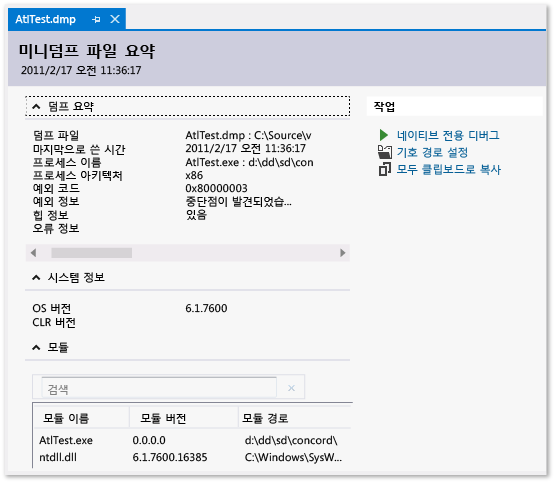 AtlTest.dmp
미니덤프 파일 요약
2011/2/17 오전 11:36:17
덤프 요약
덤프 파일 AtlTest.dmp : C:\Source\v
마지막으로 쓴 시간 2011/2/17 오전 11:36:17
프로세스 이름 AtlTest.exe : d:\dd\sd\con
프로세스 아키텍처 x86
예외 코드 0x80000003
예외 정보 중단점이 발견되었습...
힙 정보 있음
오류 정보
시스템 정보
OS 버전 6.1.7600
CLR 버전
모듈
검색
모듈 이름 모듈 버전 모듈 경로
AtlTest.exe 0.0.0.0 d:\dd\sd\concord\
ntdll.dll 6.1.7600.16385 C:\Windows\SysW...
작업
네이티브 전용 디버그
기호 경로 설정
모두 클립보드로 복사